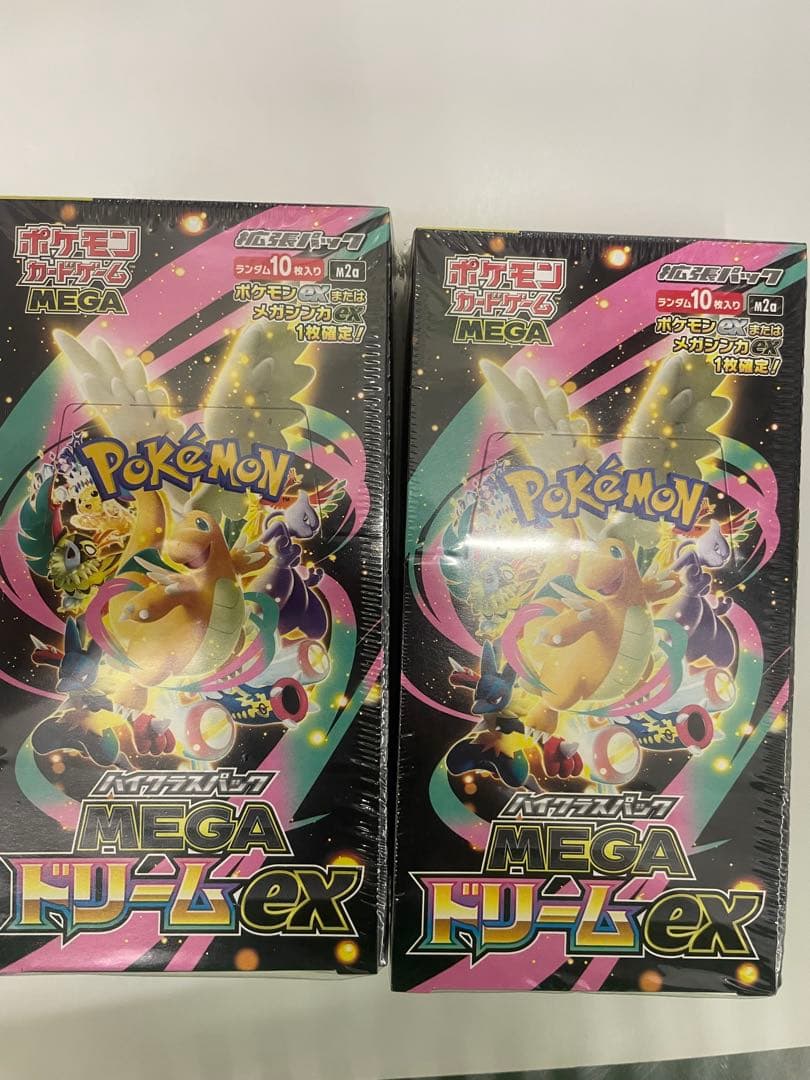 ポケモン
カードゲーム
MEGA
拡張パック
ランダム10枚入り
M2a
ポケモンexまたは
メガシンカex
1枚確定!
POKéMON
TM
ハイクラスパック
MEGA
ドリームex
ポケモン
カードゲーム
MEGA
拡張パック
ランダム10枚入り
M2a
ポケモンexまたは
メガシンカex
1枚確定!
POKéMON
ハイクラスパック
MEGA
ドリームex